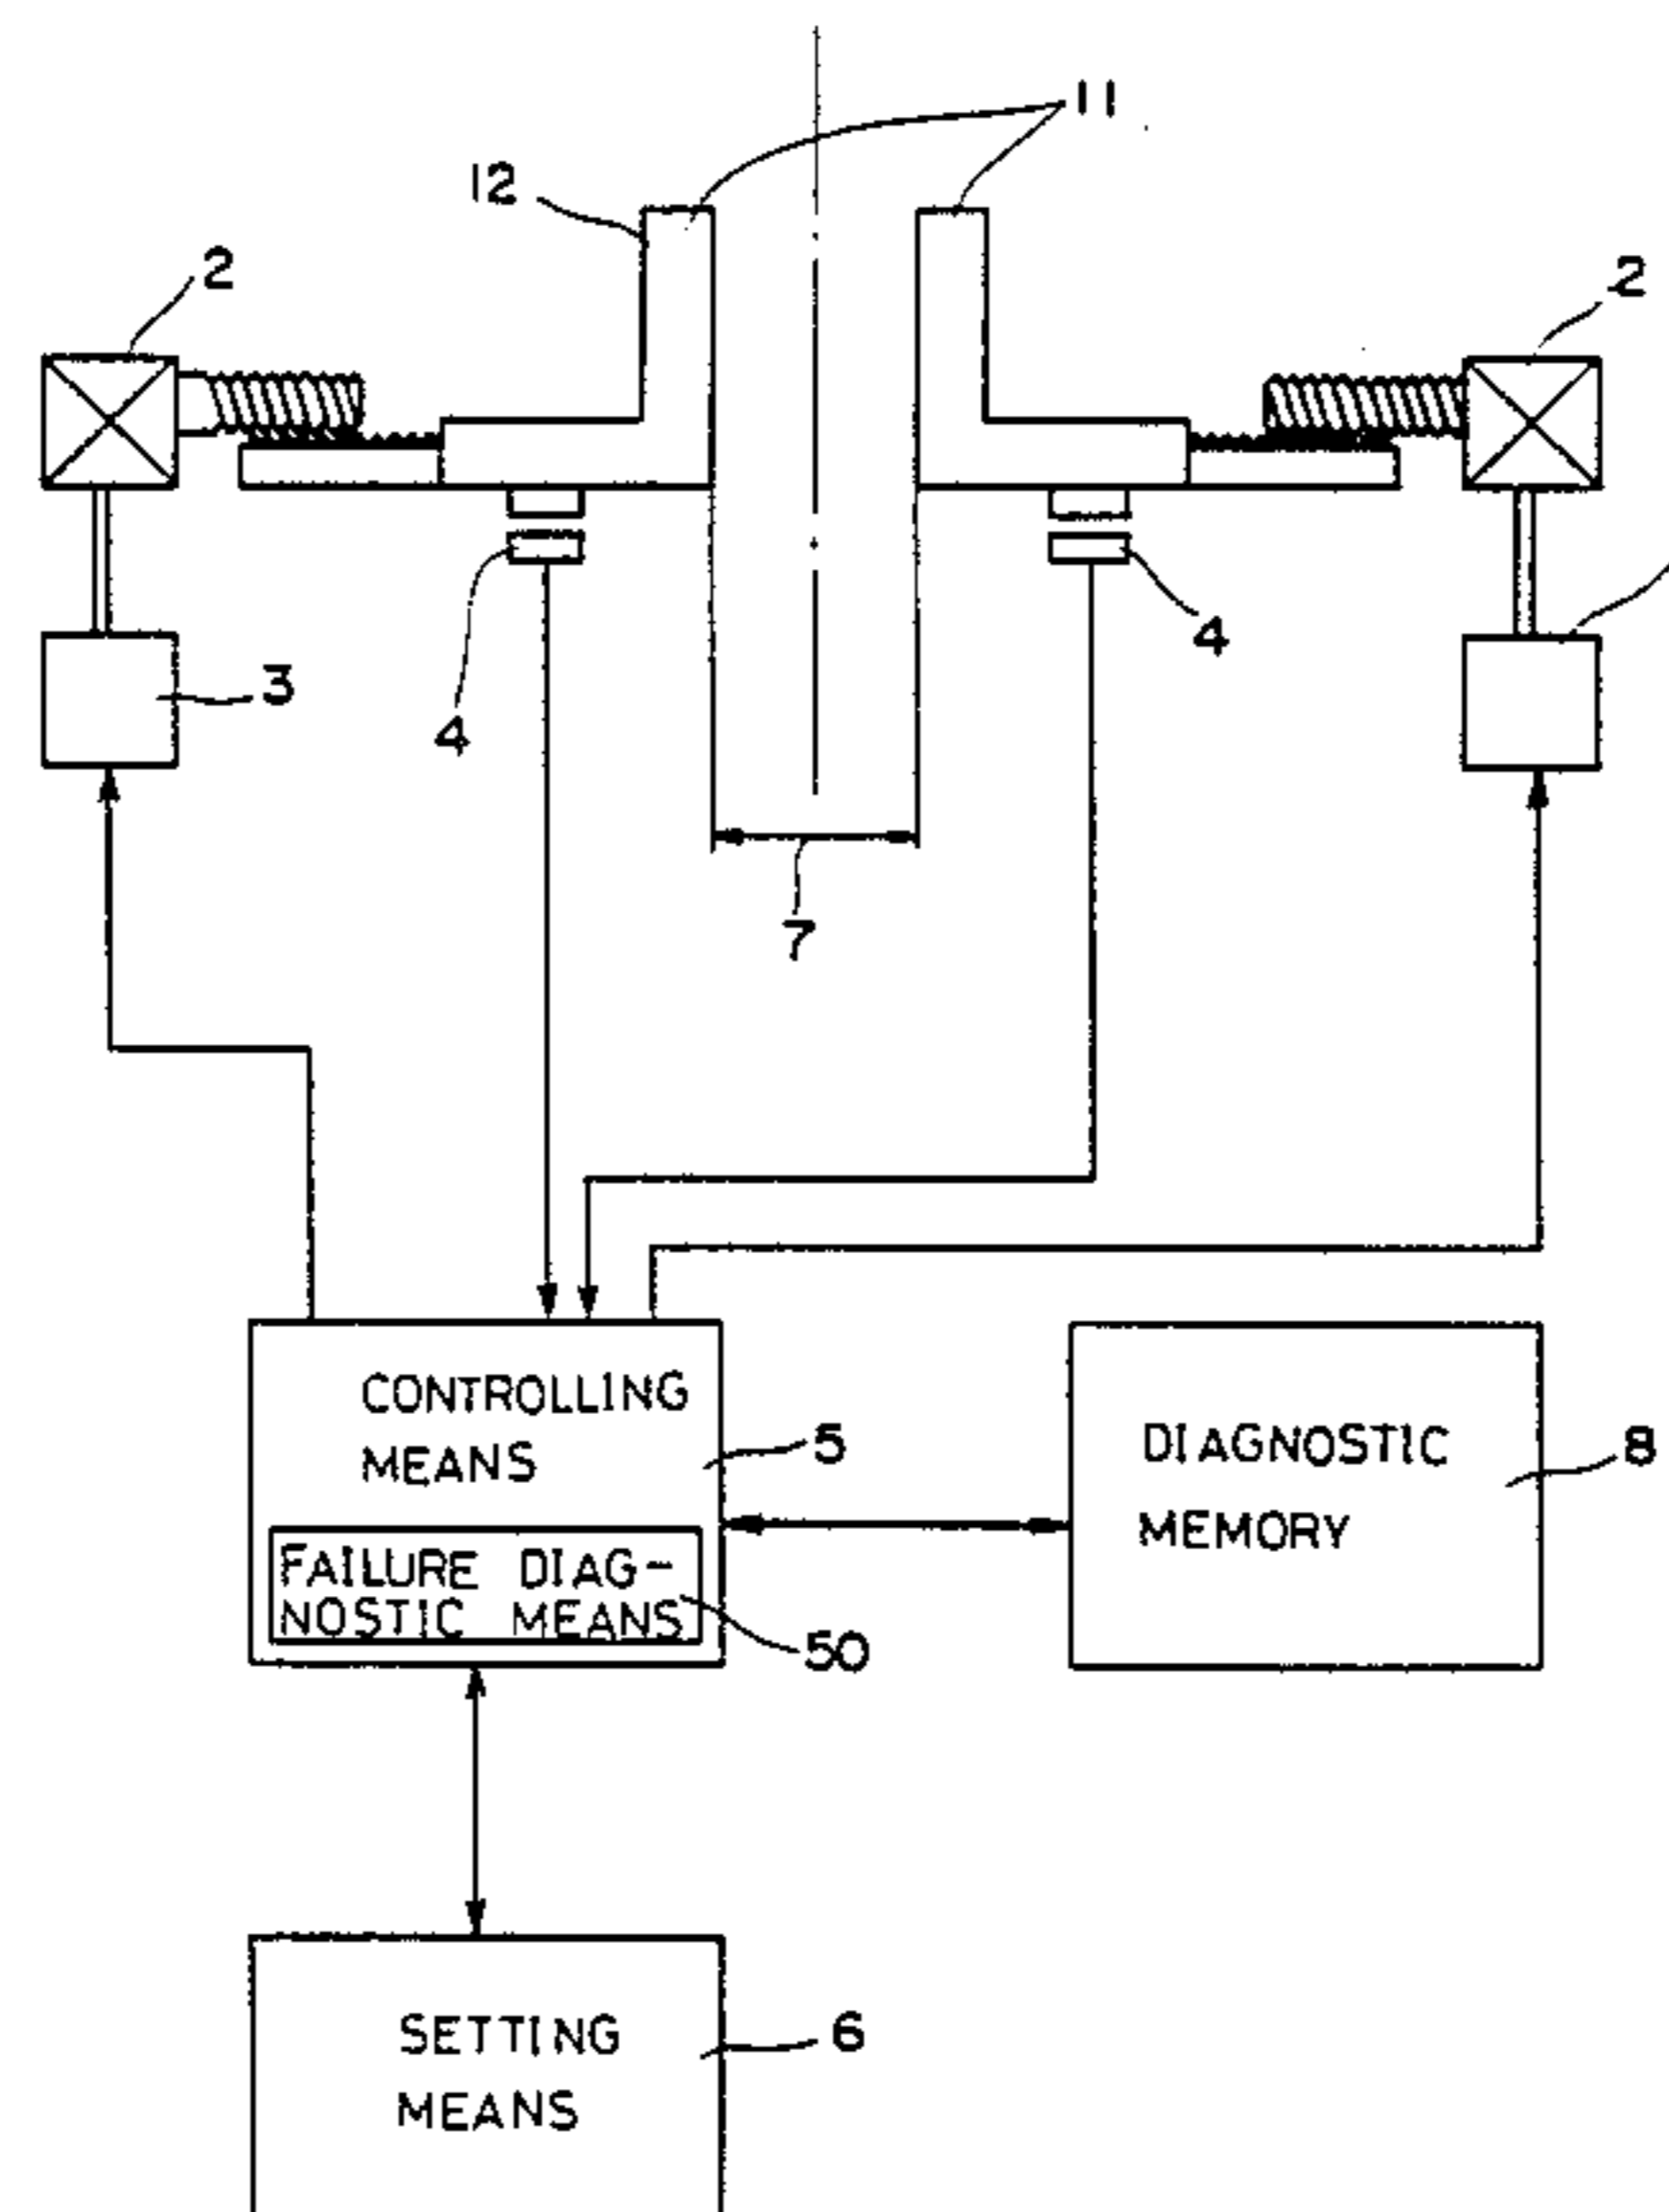 11
12
2
2
4
4
3
7
CONTROLLING
MEANS
5
FAILURE DIAG-
NOSTIC MEANS
50
DIAGNOSTIC
MEMORY
8
SETTING
MEANS
6